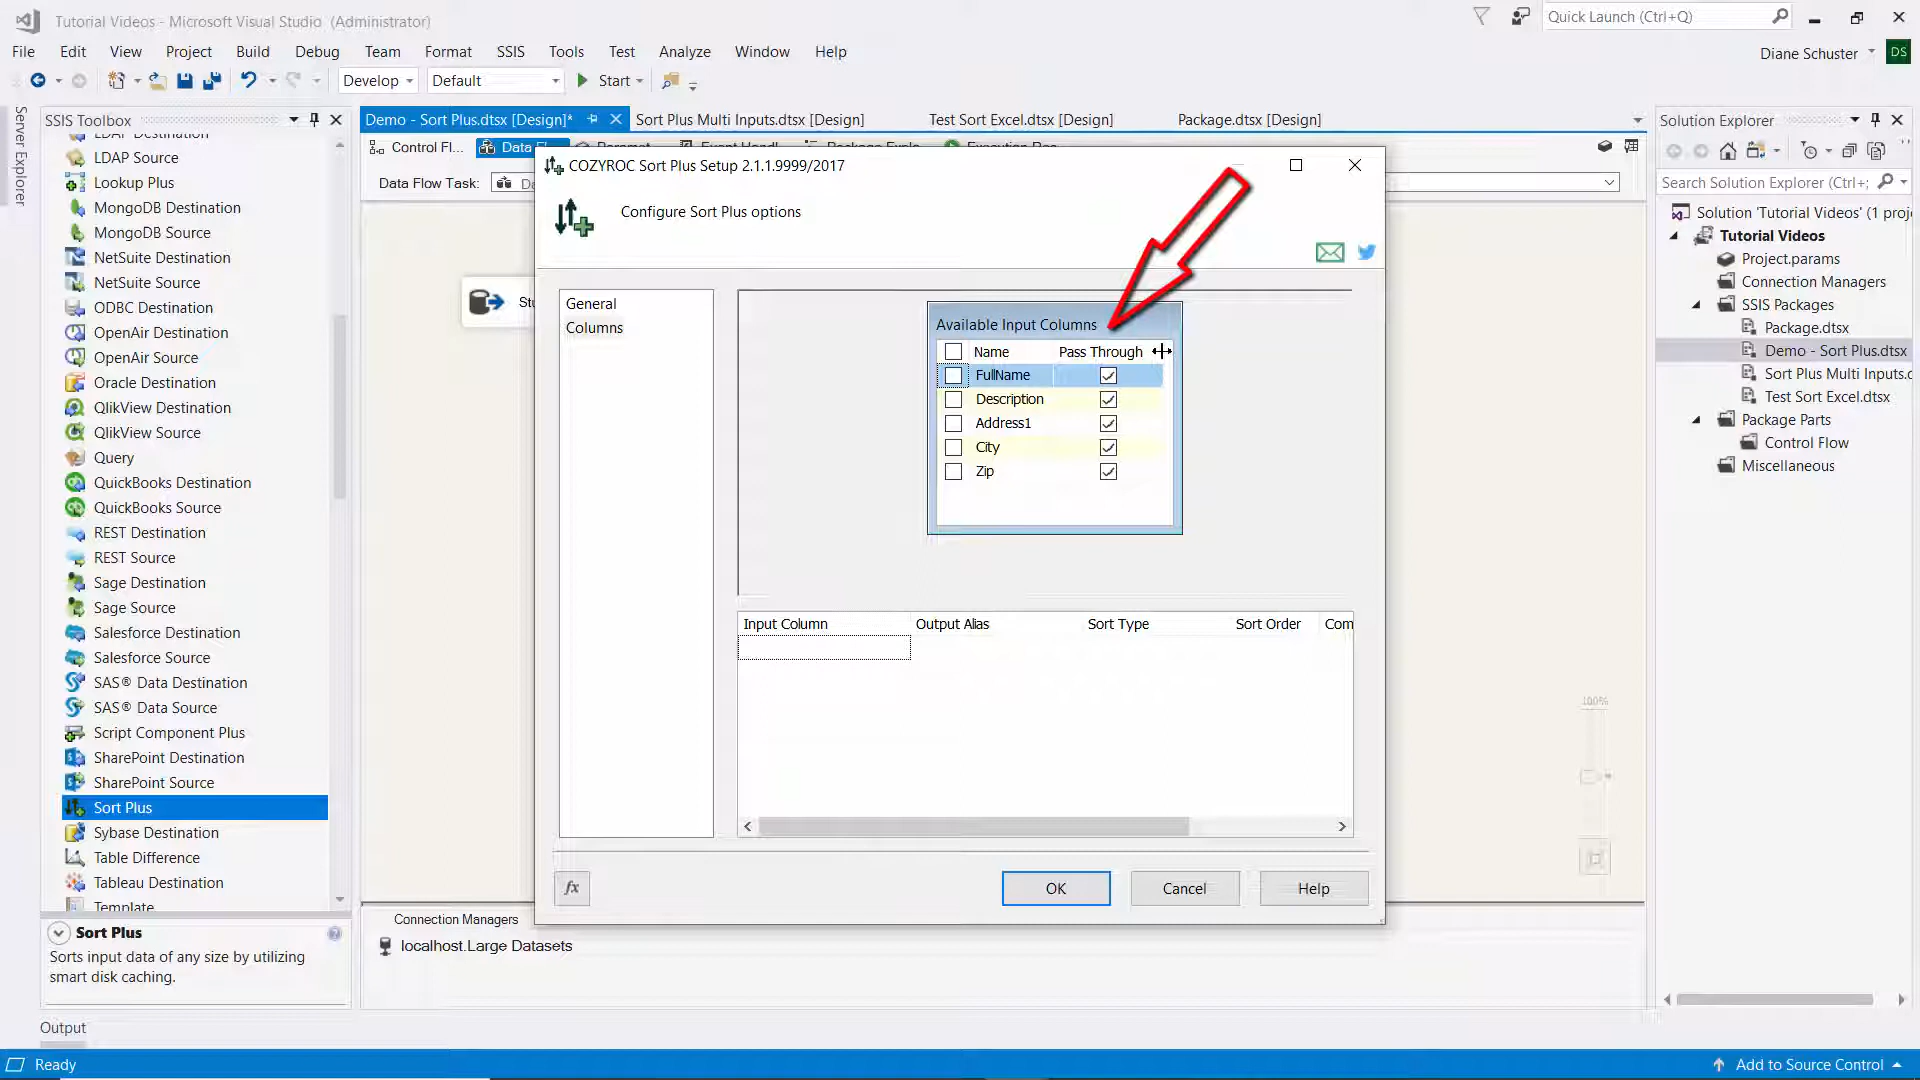 Tutorial Videos - Microsoft Visual Studio (Administrator)
Quick Launch (Ctrl+Q)
File Edit View Project Build Debug Team Format SSIS Tools Test Analyze Window Help
Diane Schuster DS
Develop Default Start
Server Explorer
SSIS Toolbox
LDAP Destination
LDAP Source
Lookup Plus
MongoDB Destination
MongoDB Source
NetSuite Destination
NetSuite Source
ODBC Destination
OpenAir Destination
OpenAir Source
Oracle Destination
QlikView Destination
QlikView Source
Query
QuickBooks Destination
QuickBooks Source
REST Destination
REST Source
Sage Destination
Sage Source
Salesforce Destination
Salesforce Source
SAS® Data Destination
SAS® Data Source
Script Component Plus
SharePoint Destination
SharePoint Source
Sort Plus
Sybase Destination
Table Difference
Tableau Destination
Template
Sort Plus
Sorts input data of any size by utilizing
smart disk caching.
Output
Demo - Sort Plus.dtsx [Design]* Sort Plus Multi Inputs.dtsx [Design] Test Sort Excel.dtsx [Design] Package.dtsx [Design]
Control Fl... Data Fl
Data Flow Task: Da
Stu
COZYROC Sort Plus Setup 2.1.1.9999/2017
Configure Sort Plus options
General
Columns
Available Input Columns
Name Pass Through
FullName
Description
Address1
City
Zip
Input Column Output Alias Sort Type Sort Order Com
fx OK Cancel Help
100%
Connection Managers
localhost.Large Datasets
Solution Explorer
Search Solution Explorer (Ctrl+;
Solution 'Tutorial Videos' (1 proj
Tutorial Videos
Project.params
Connection Managers
SSIS Packages
Package.dtsx
Demo - Sort Plus.dtsx
Sort Plus Multi Inputs.d
Test Sort Excel.dtsx
Package Parts
Control Flow
Miscellaneous
Ready
Add to Source Control